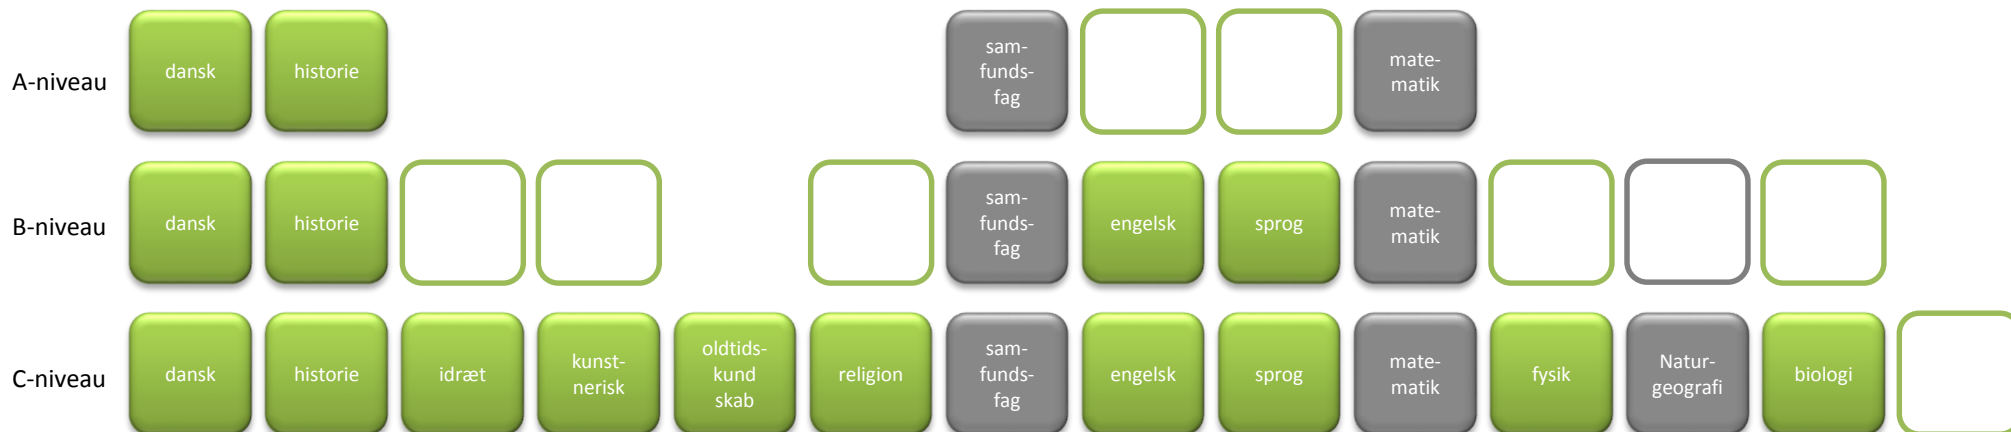 A-niveau
dansk
historie
sam-
funds-
fag
mate-
matik
B-niveau
dansk
historie
sam-
funds-
fag
engelsk
sprog
mate-
matik
C-niveau
dansk
historie
idræt
kunst-
nerisk
oldtids-
kund
skab
religion
sam-
funds-
fag
engelsk
sprog
mate-
matik
fysik
Natur-
geografi
biologi